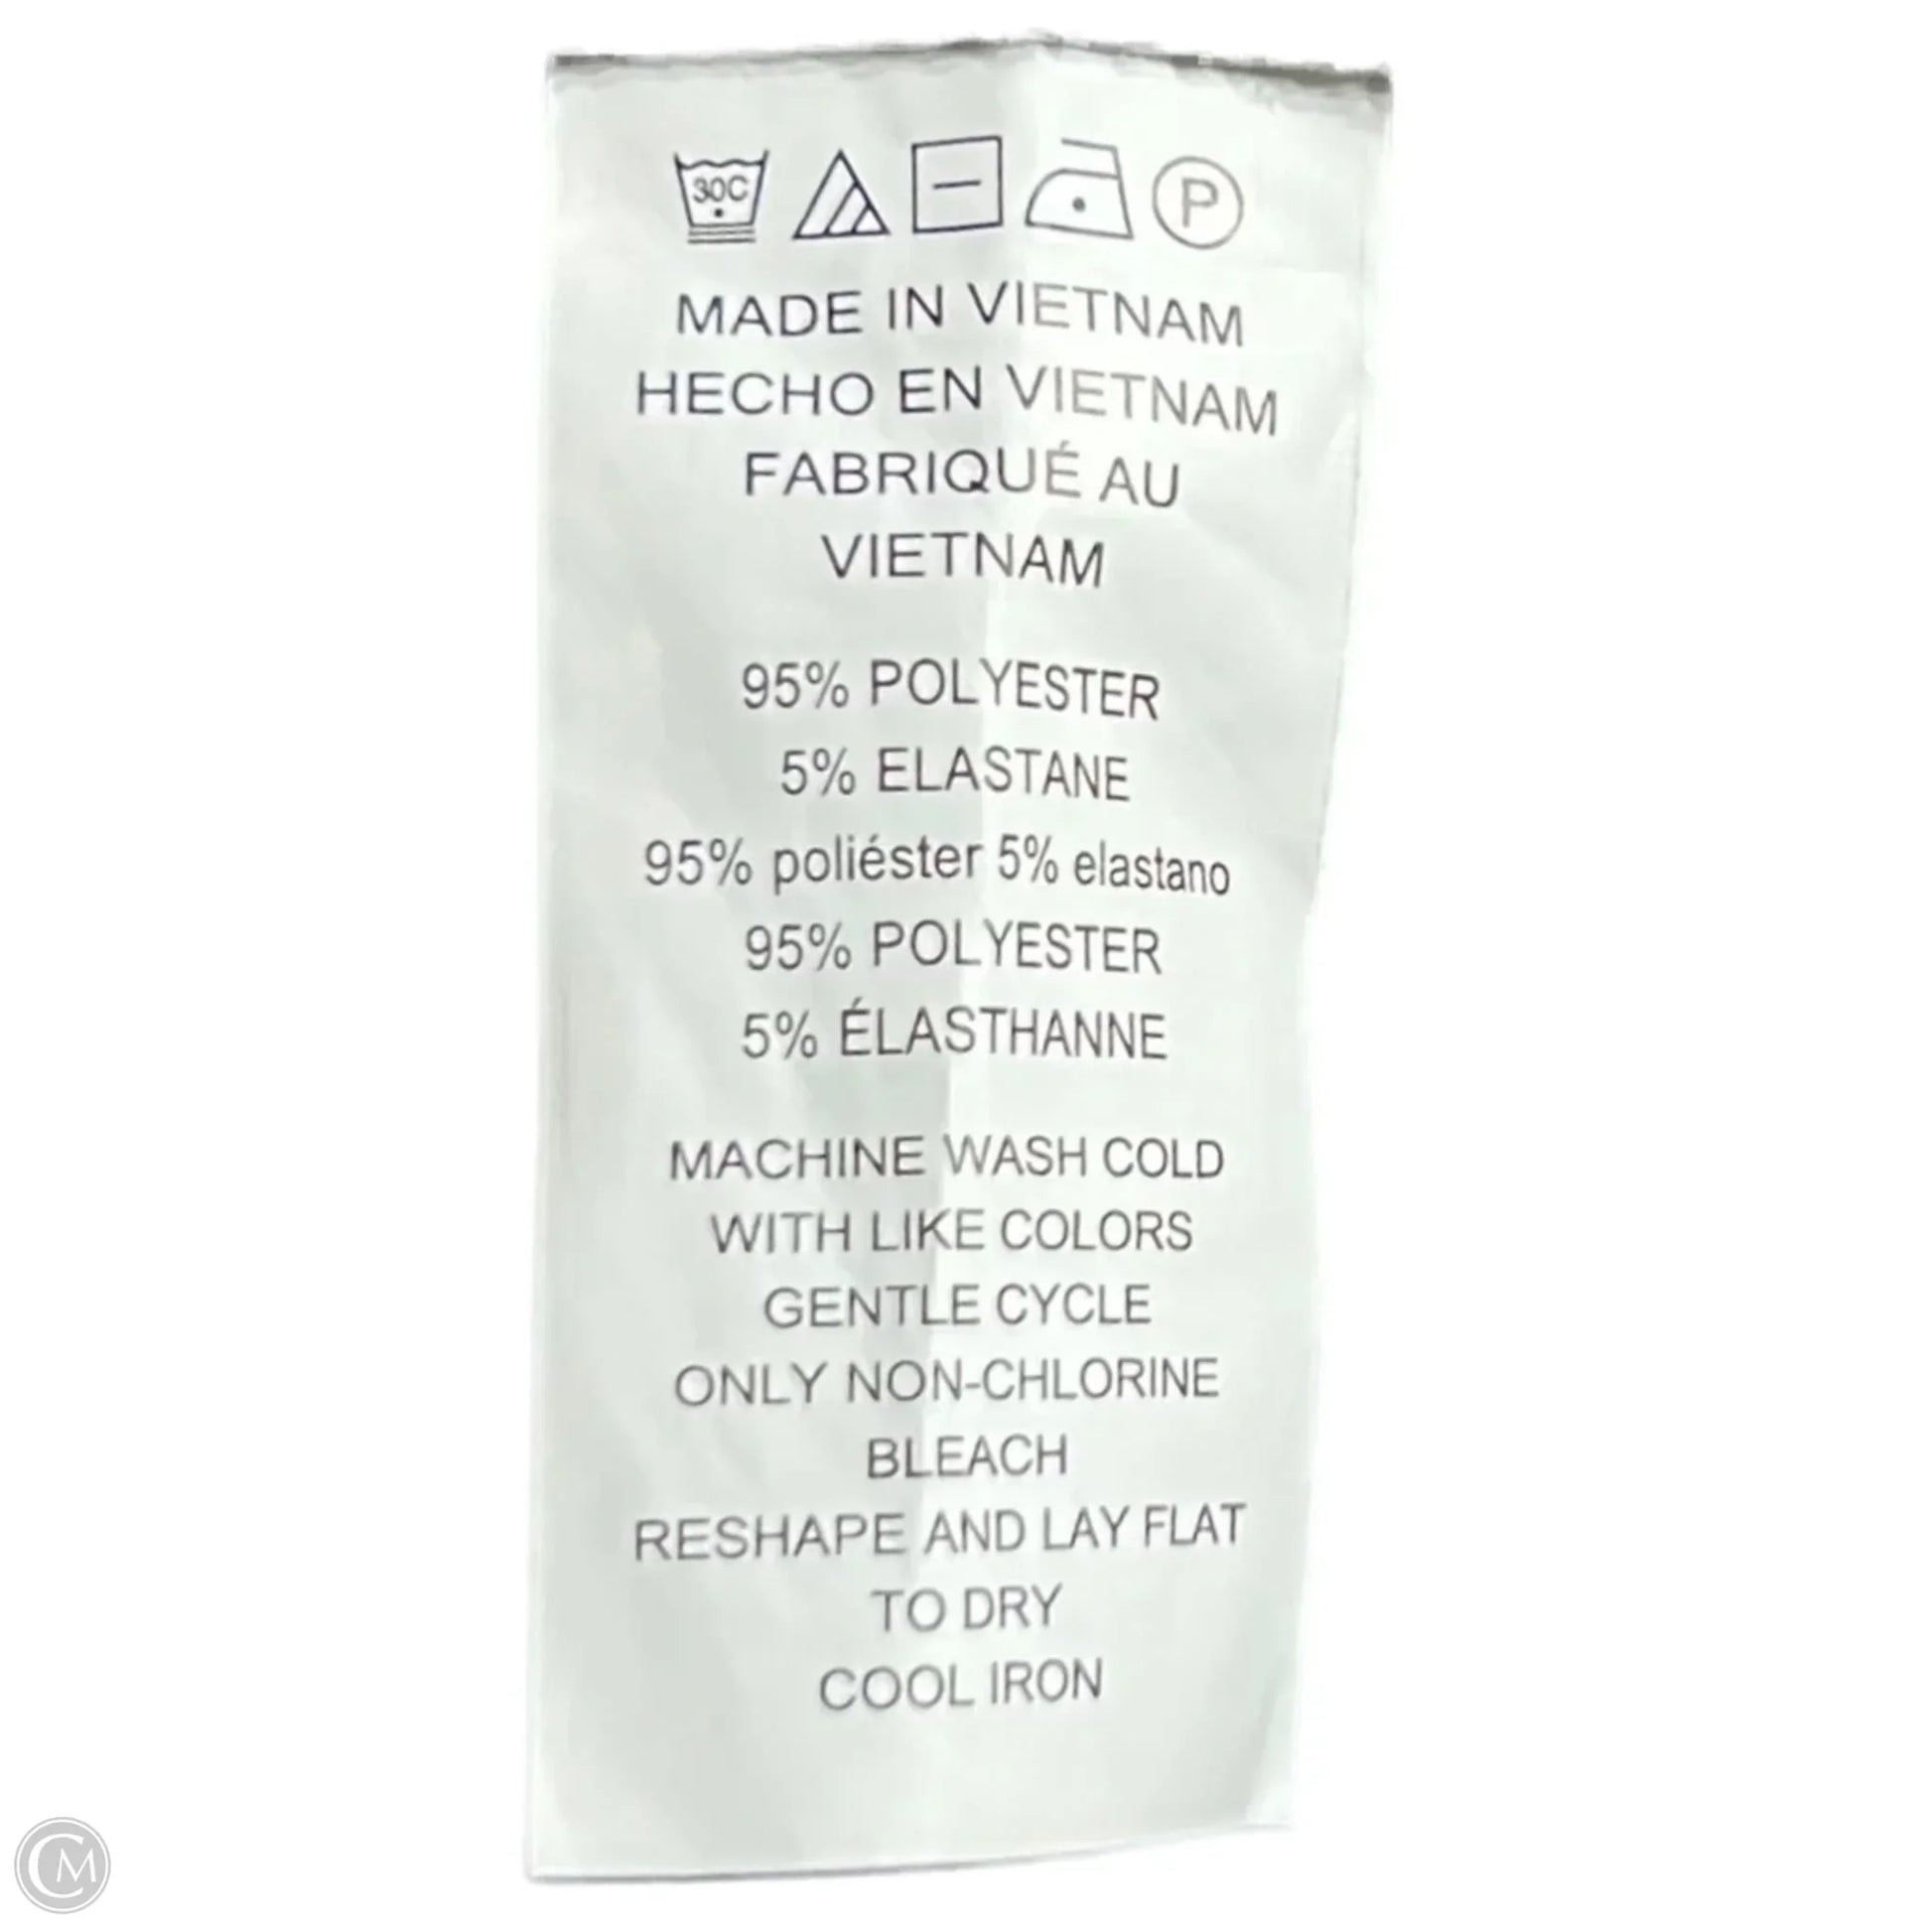 30C
P
MADE IN VIETNAM
HECHO EN VIETNAM
FABRIQUÉ AU
VIETNAM
95% POLYESTER
5% ELASTANE
95% poliéster 5% elastano
95% POLYESTER
5% ÉLASTHANNE
MACHINE WASH COLD
WITH LIKE COLORS
GENTLE CYCLE
ONLY NON-CHLORINE
BLEACH
RESHAPE AND LAY FLAT
TO DRY
COOL IRON
CM